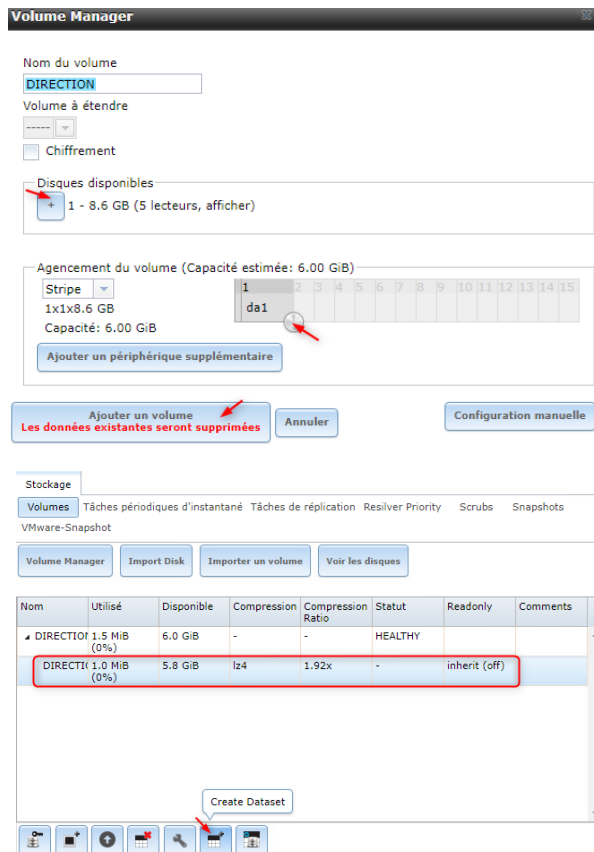 Volume Manager
Nom du volume
DIRECTION
Volume à étendre
-----
Chiffrement
Disques disponibles
+ 1 - 8.6 GB (5 lecteurs, afficher)
Agencement du volume (Capacité estimée: 6.00 GiB)
Stripe 1 2 3 4 5 6 7 8 9 10 11 12 13 14 15
1x1x8.6 GB da1
Capacité: 6.00 GiB
Ajouter un périphérique supplémentaire
Ajouter un volume
Les données existantes seront supprimées
Annuler
Configuration manuelle
Stockage
Volumes Tâches périodiques d'instantané Tâches de réplication Resilver Priority Scrubs Snapshots
VMware-Snapshot
Volume Manager Import Disk Importer un volume Voir les disques
Nom Utilisé Disponible Compression Compression Ratio Statut Readonly Comments
DIRECTION 1.5 MiB (0%) 6.0 GiB - - HEALTHY
DIRECTI 1.0 MiB (0%) 5.8 GiB lz4 1.92x - inherit (off)
Create Dataset